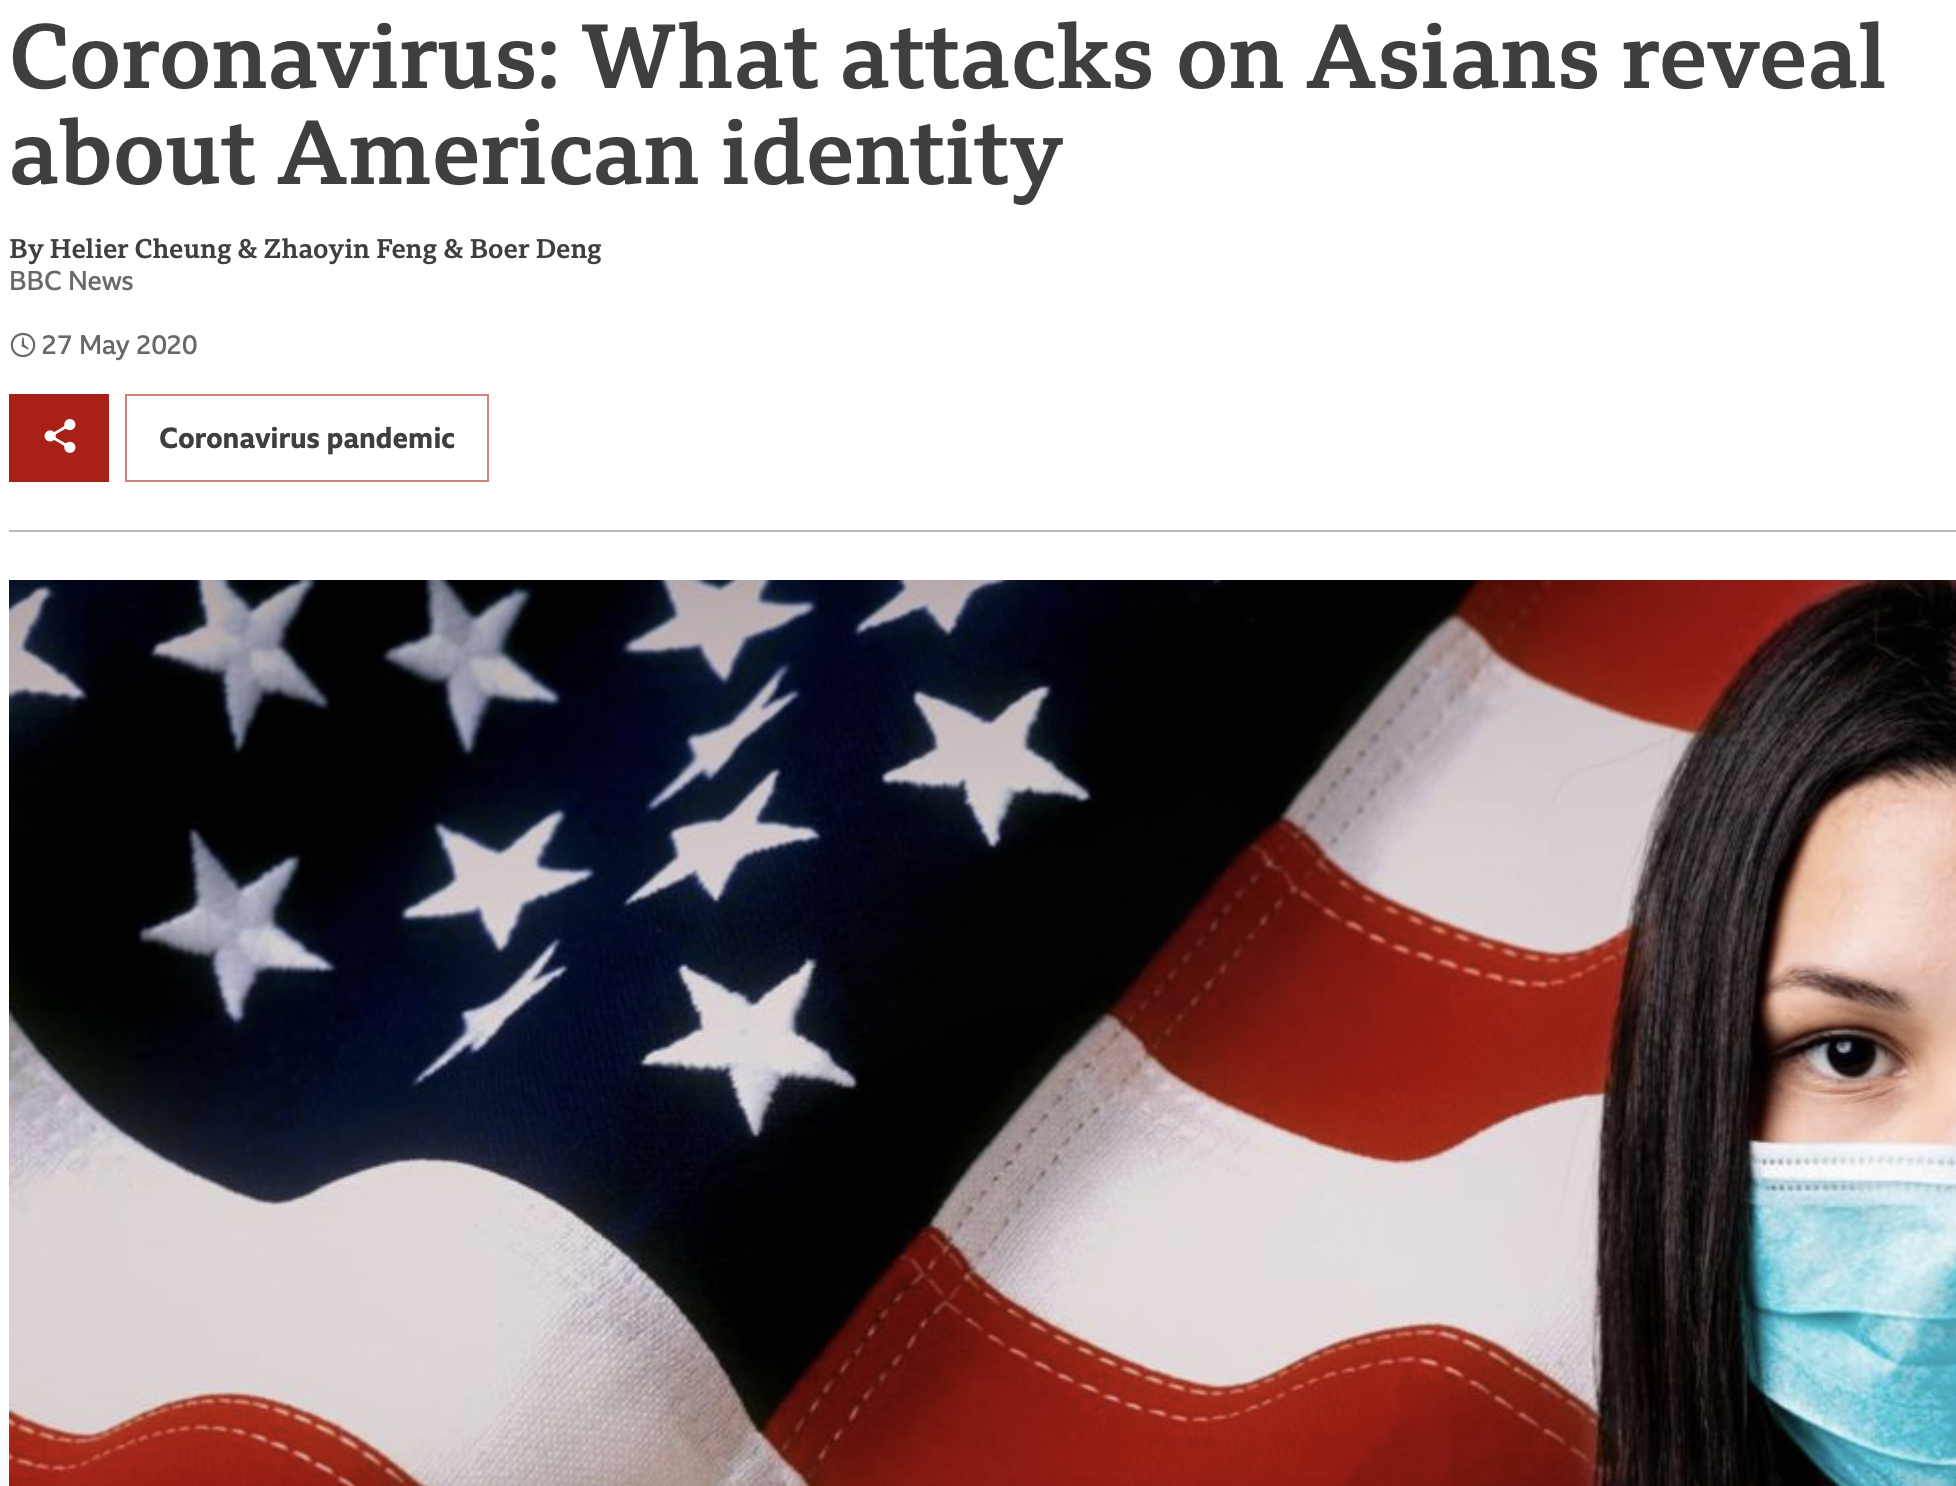 Coronavirus: What attacks on Asians reveal
about American identity
By Helier Cheung & Zhaoyin Feng & Boer Deng
BBC News
27 May 2020
Coronavirus pandemic